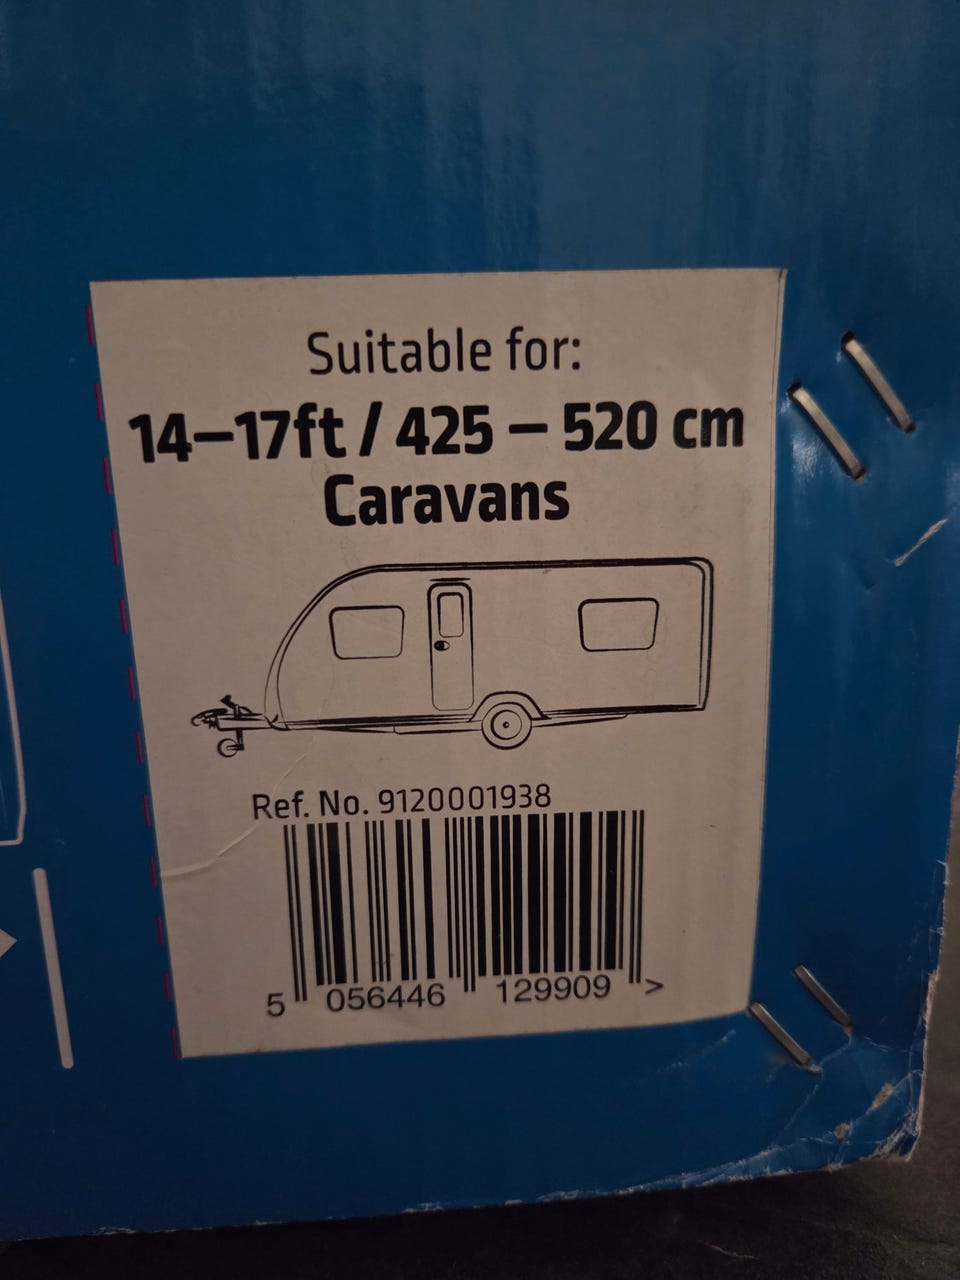 Suitable for:
14–17ft / 425 – 520 cm
Caravans
Ref. No. 9120001938
5 056446 129909 >